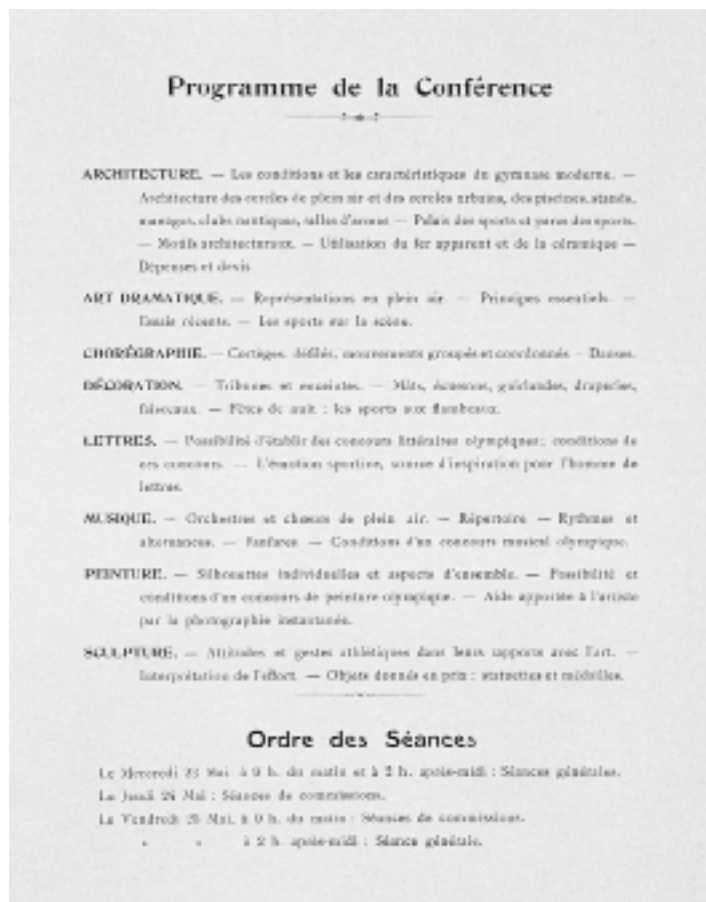 Programme de la Conférence
ARCHITECTURE. — Les conditions et les caractéristiques du gymnase moderne. —
Architecture des cercles de plein air et des cercles urbains, des piscines, stands,
manèges, clubs nautiques, salles d'armes — Palais des sports et parcs des sports.
— Motifs architecturaux. — Utilisation du fer apparent et de la céramique —
Dépenses et devis.
ART DRAMATIQUE. — Représentations en plein air. — Principes essentiels. —
Essais récents. — Les sports sur la scène.
CHORÉGRAPHIE. — Cortèges, défilés, mouvements groupés et coordonnés — Danses.
DÉCORATION. — Tribunes et enceintes. — Mâts, écussons, guirlandes, draperies,
faisceaux. — Fêtes de nuit : les sports aux flambeaux.
LETTRES. — Possibilité d'établir des concours littéraires olympiques ; conditions de
ces concours. — L'émotion sportive, source d'inspiration pour l'homme de
lettres.
MUSIQUE. — Orchestres et chœurs de plein air. — Répertoire — Rythmes et
alternances. — Fanfares — Conditions d'un concours musical olympique.
PEINTURE. — Silhouettes individuelles et aspects d'ensemble. — Possibilité et
conditions d'un concours de peinture olympique. — Aide apportée à l'artiste
par la photographie instantanée.
SCULPTURE. — Attitudes et gestes athlétiques dans leurs rapports avec l'art. —
Interprétation de l'effort. — Objets donnés en prix : statuettes et médailles.
Ordre des Séances
Le Mercredi 23 Mai, à 9 h. du matin et à 2 h. après-midi : Séances générales.
Le Jeudi 24 Mai : Séances de commissions.
Le Vendredi 25 Mai, à 9 h. du matin : Séances de commissions.
» » à 2 h. après-midi : Séance générale.